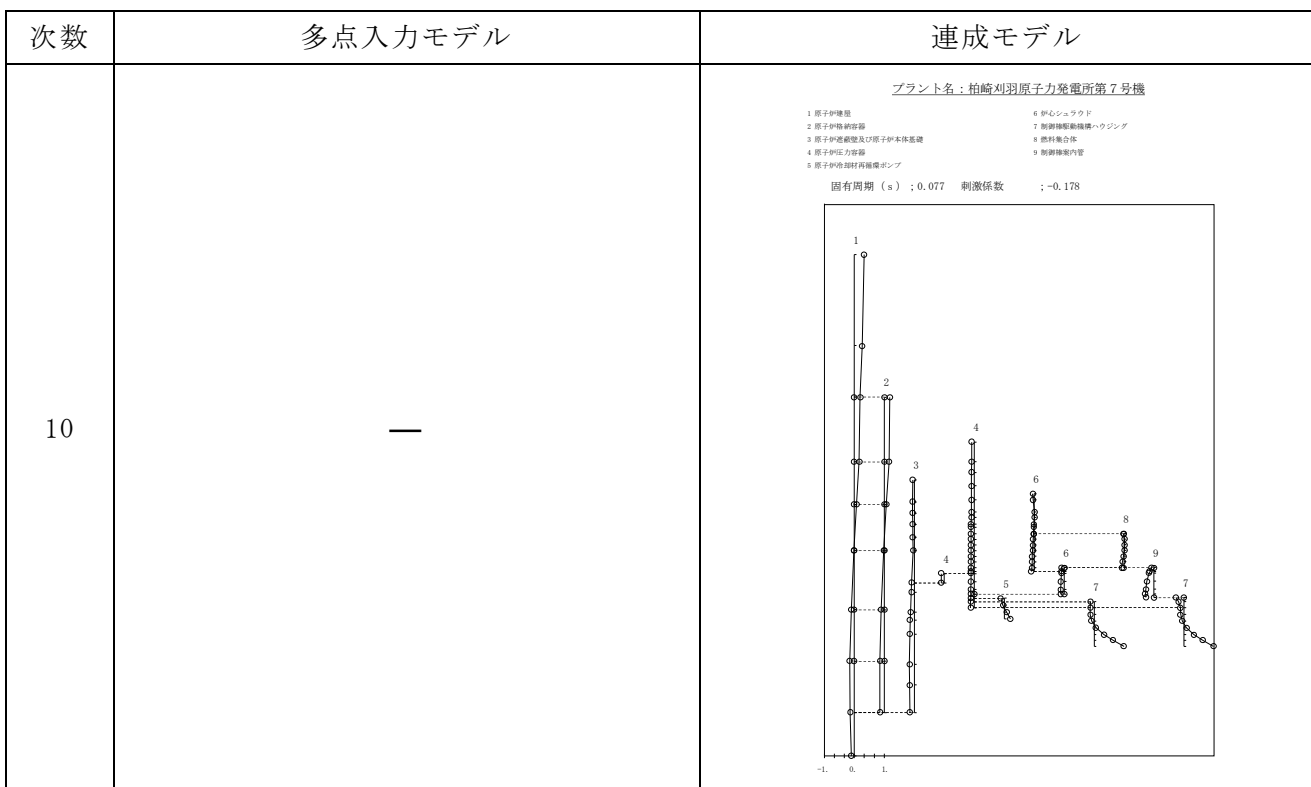 次数
多点入力モデル
連成モデル
10
―
プラント名:柏崎刈羽原子力発電所第7号機
1 原子炉建屋
2 原子炉格納容器
3 原子炉遮蔽壁及び原子炉本体基礎
4 原子炉圧力容器
5 原子炉冷却材再循環ポンプ
6 炉心シュラウド
7 制御棒駆動機構ハウジング
8 燃料集合体
9 制御棒案内管
固有周期(s);0.077 刺激係数 ;-0.178
1
2
4
3
6
8
4
6
9
5
7
7
-1. 0. 1.